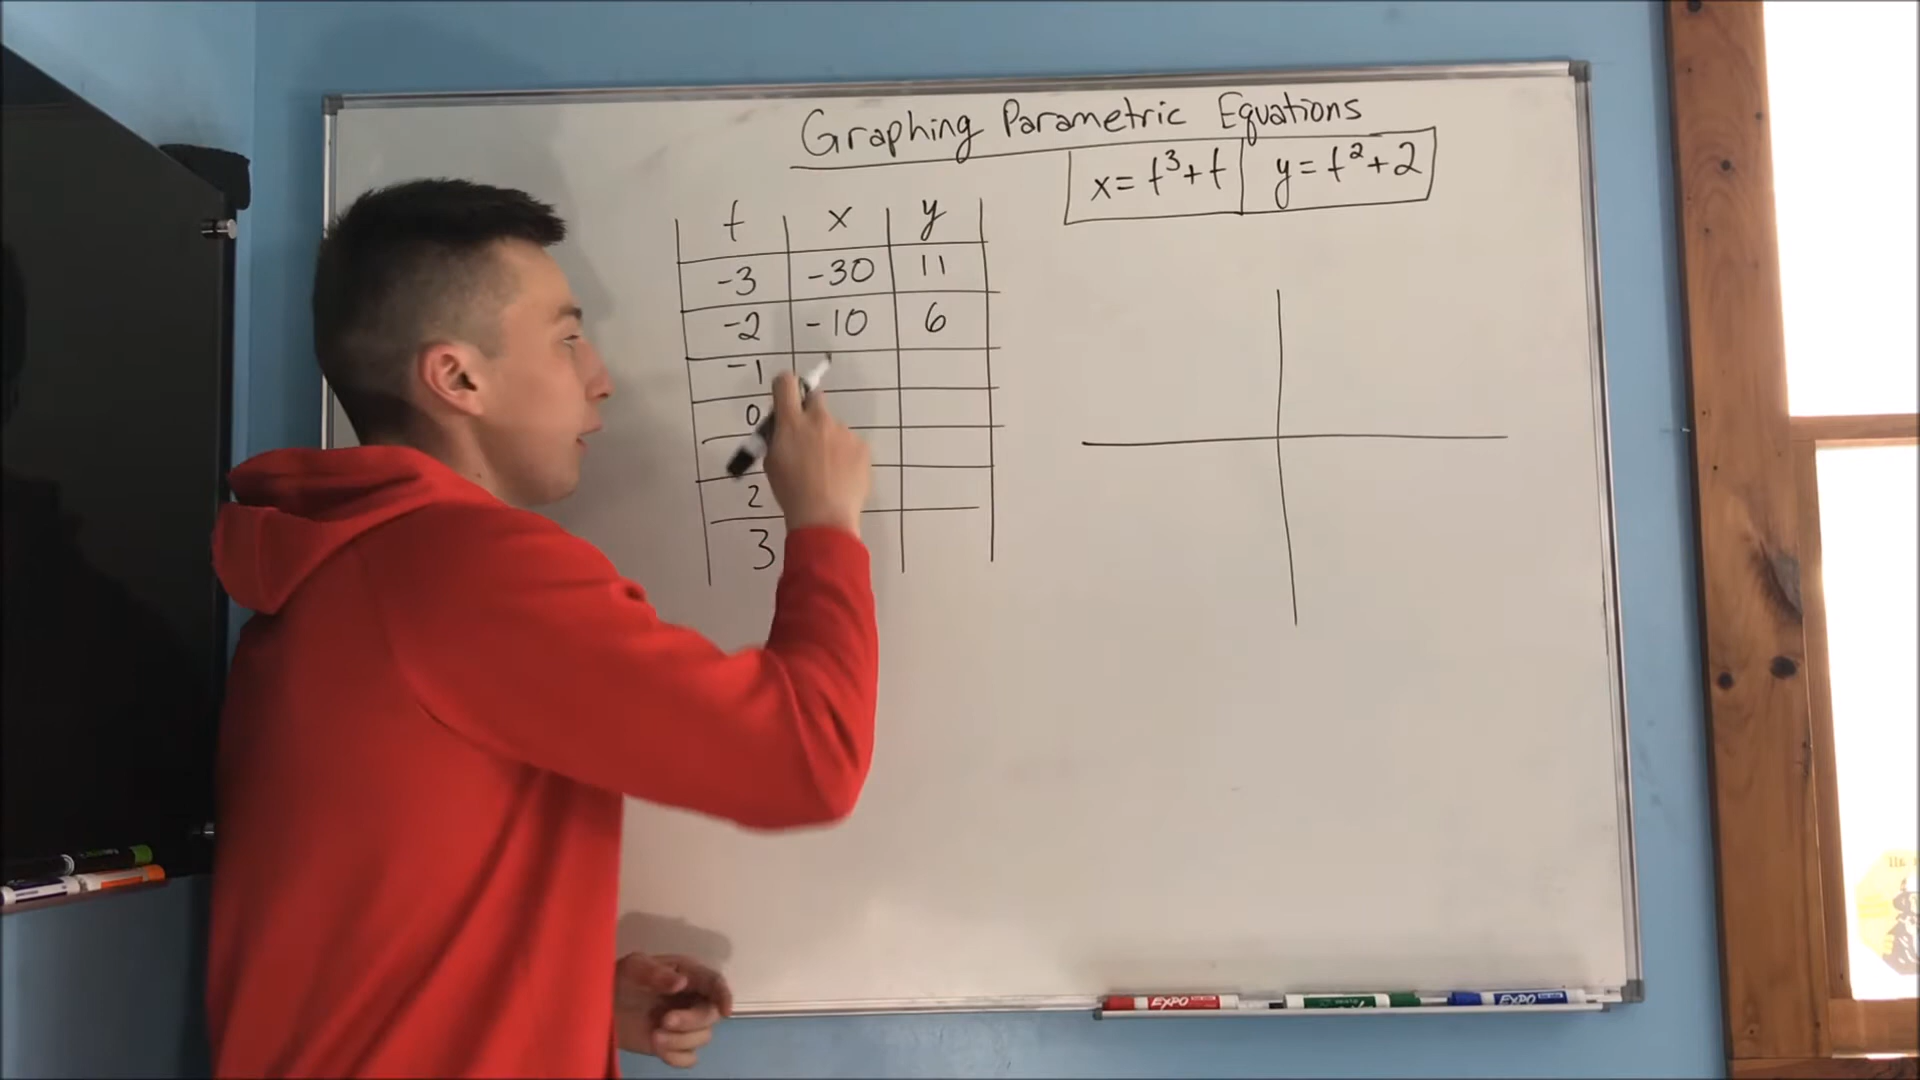 Graphing Parametric Equations
x = t³ + t y = t² + 2
t x y
-3 -30 11
-2 -10 6
-1
0
2
3
EXPO
EXPO